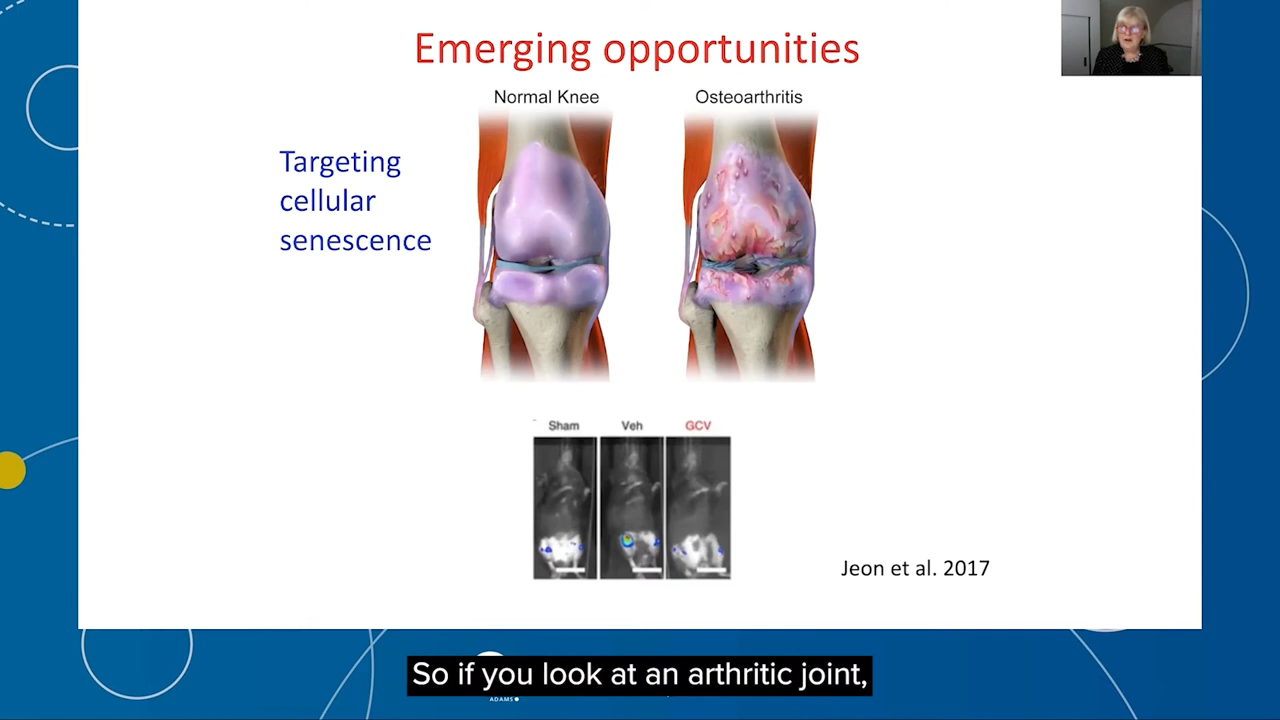 Emerging opportunities
Normal Knee
Osteoarthritis
Targeting
cellular
senescence
Sham
Veh
GCV
Jeon et al. 2017
So if you look at an arthritic joint,
ADAMS